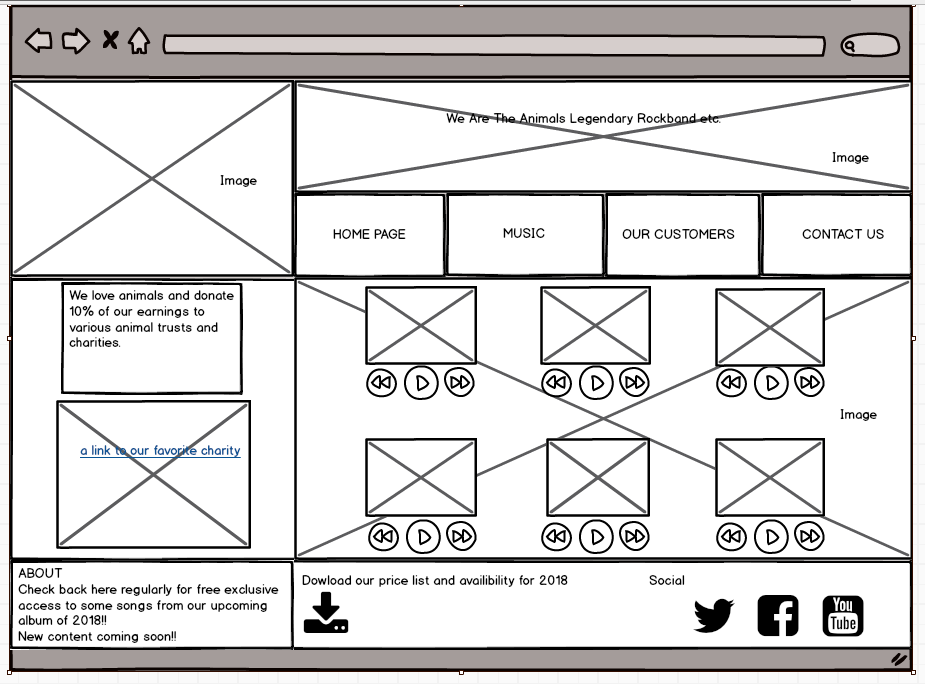 We Are The Animals Legendary Rockband etc.
Image
Image
HOME PAGE
MUSIC
OUR CUSTOMERS
CONTACT US
We love animals and donate
10% of our earnings to
various animal trusts and
charities.
a link to our favorite charity
Image
ABOUT
Check back here regularly for free exclusive
access to some songs from our upcoming
album of 2018!!
New content coming soon!!
Dowload our price list and availibility for 2018
Social
You
Tube